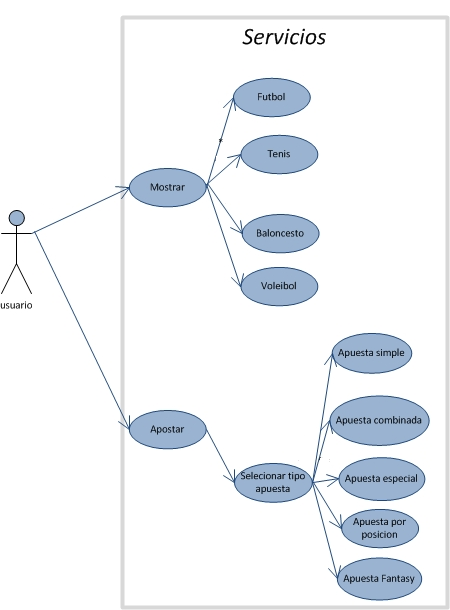 Servicios
Futbol
Tenis
Mostrar
Baloncesto
Voleibol
usuario
Apuesta simple
Apuesta combinada
Apostar
Selecionar tipo
apuesta
Apuesta especial
Apuesta por
posicion
Apuesta Fantasy